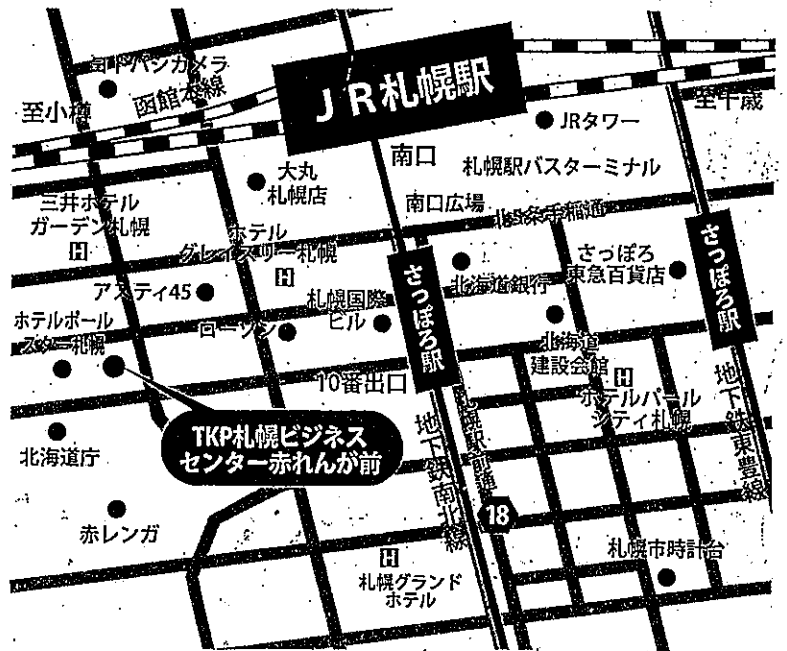 ヨドバシカメラ
函館本線
至小樽
JR札幌駅
至千歳
JRタワー
南口
札幌駅バスターミナル
大丸
札幌店
南口広場
北5条手稲通
三井ホテル
ガーデン札幌
H
ホテル
グレイスリー札幌
H
さっぽろ駅
さっぽろ
東急百貨店
さっぽろ駅
アスティ45
北海道銀行
札幌国際
ビル
ホテルポール
スター札幌
ローソン
北海道
建設会館
10番出口
H
ホテルパール
シティ札幌
TKP札幌ビジネス
センター赤れんが前
北海道庁
地下鉄南北線
札幌駅前通
地下鉄東豊線
赤レンガ
18
H
札幌グランド
ホテル
札幌市時計台